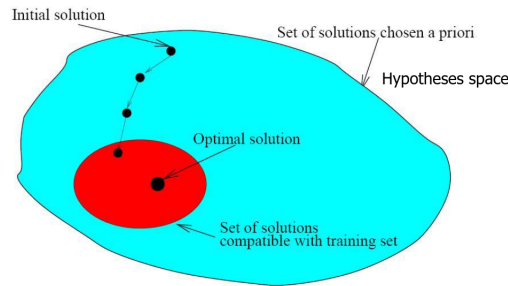 Initial solution
Set of solutions chosen a priori
Hypotheses space
Optimal solution
Set of solutions
compatible with training set